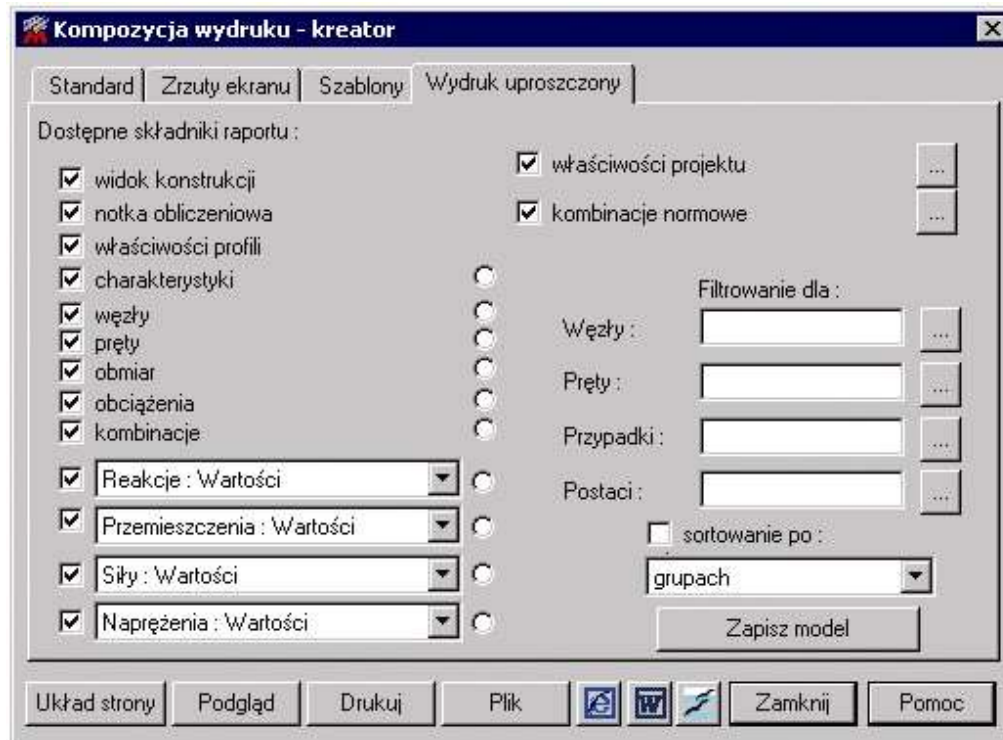 Kompozycja wydruku - kreator
Standard
Zrzuty ekranu
Szablony
Wydruk uproszczony
Dostępne składniki raportu :
widok konstrukcji
notka obliczeniowa
właściwości profili
charakterystyki
węzły
pręty
obmiar
obciążenia
kombinacje
Reakcje : Wartości
Przemieszczenia : Wartości
Siły : Wartości
Naprężenia : Wartości
właściwości projektu
...
kombinacje normowe
...
Filtrowanie dla :
Węzły :
...
Pręty :
...
Przypadki :
...
Postaci :
...
sortowanie po :
grupach
Zapisz model
Układ strony
Podgląd
Drukuj
Plik
Zamknij
Pomoc